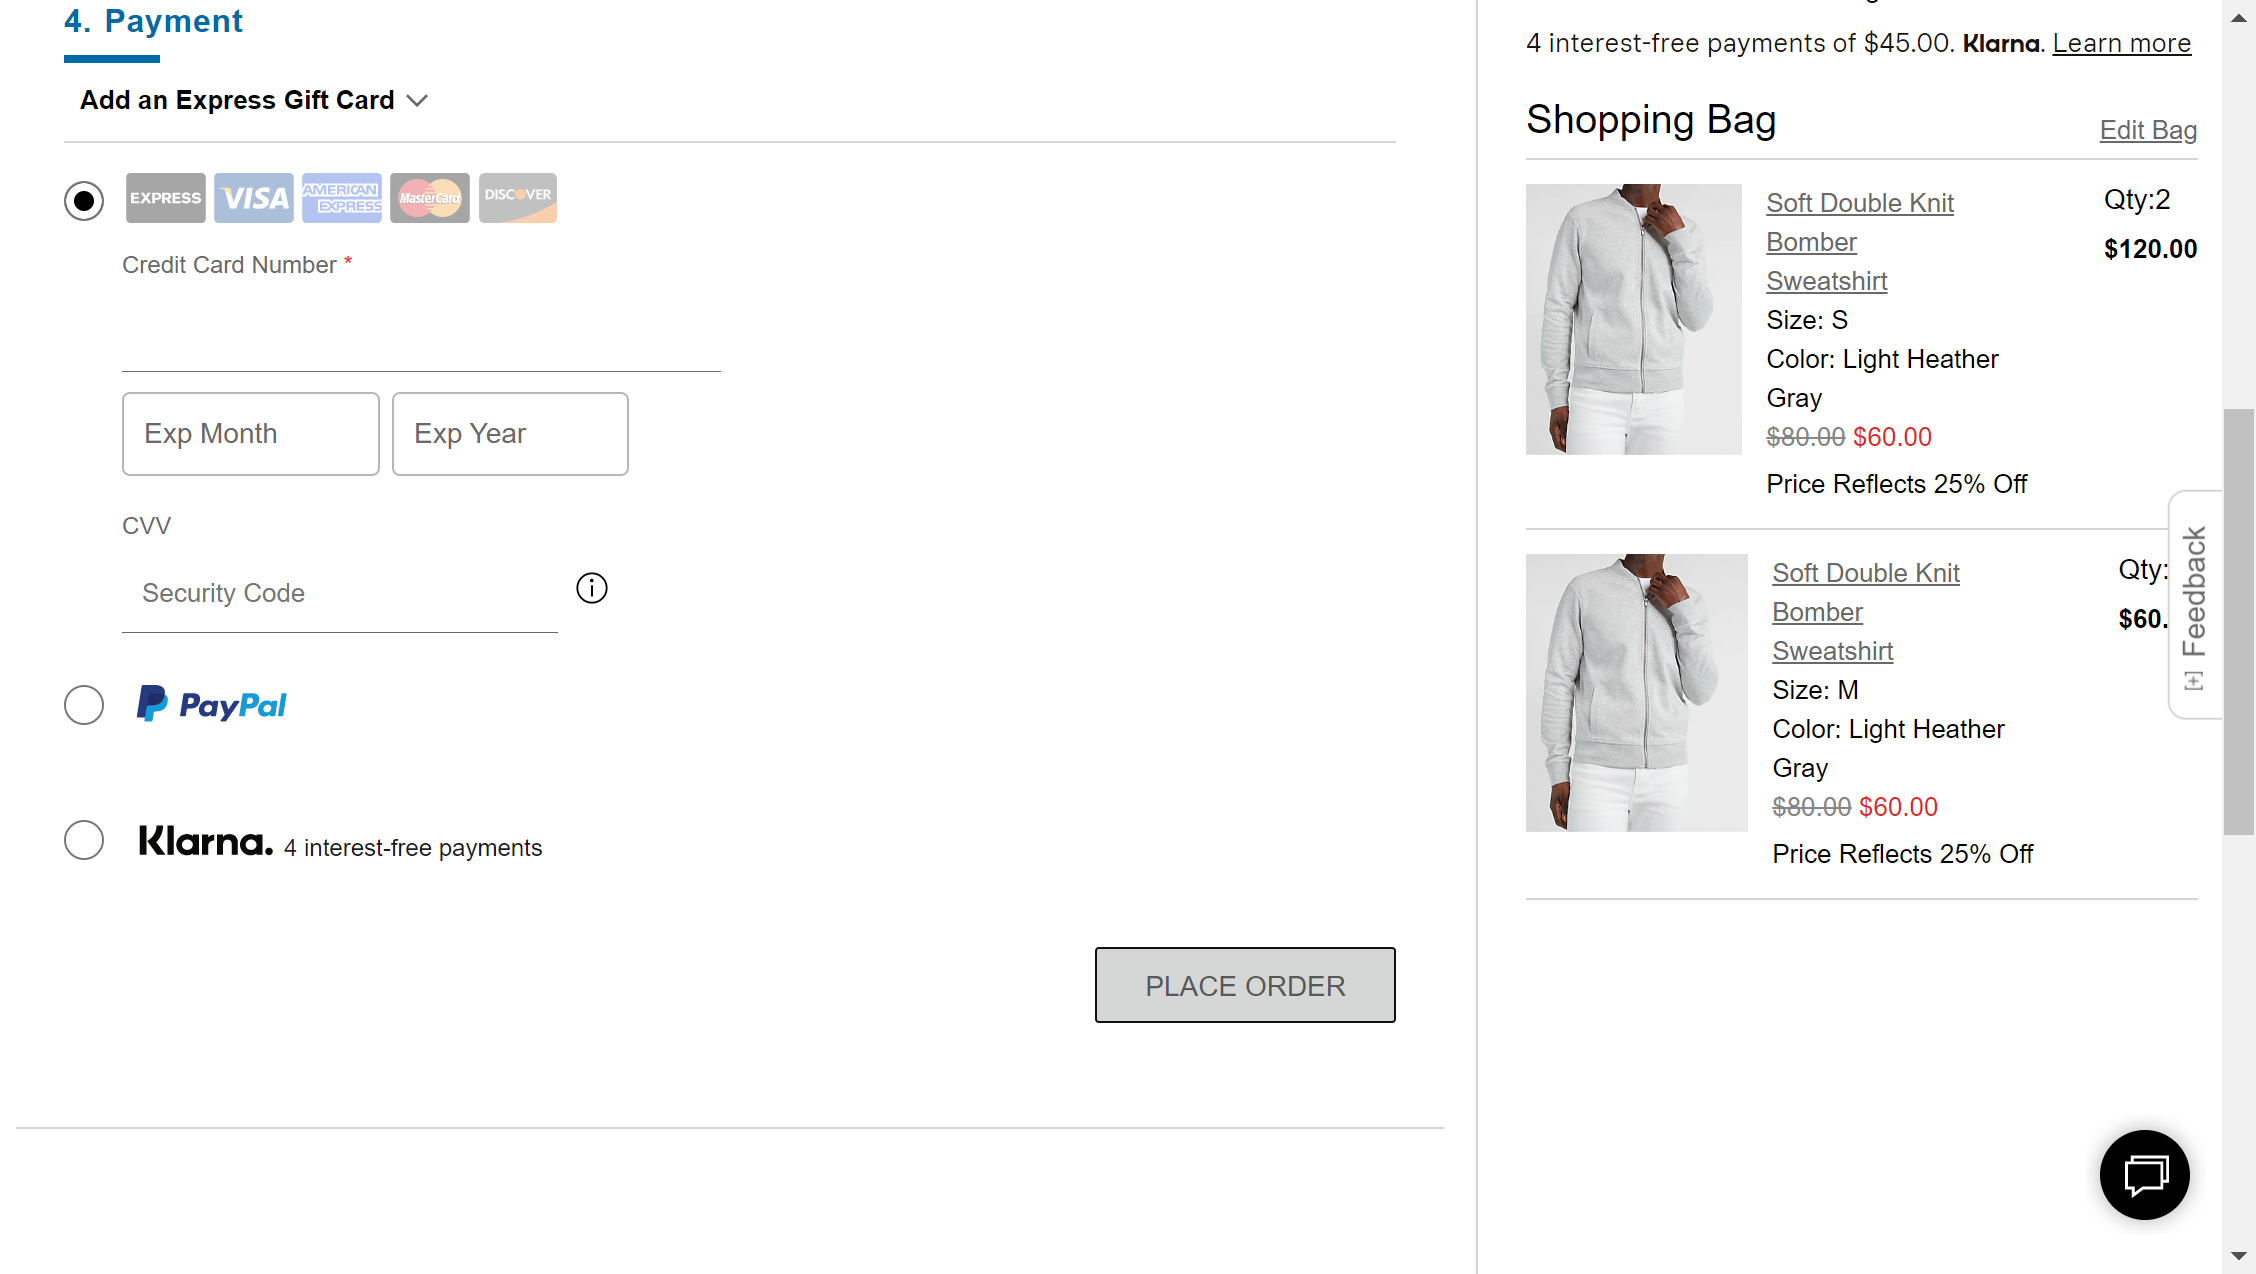 4. Payment
Add an Express Gift Card
EXPRESS VISA AMERICAN EXPRESS MasterCard DISCOVER
Credit Card Number *
Exp Month
Exp Year
CVV
Security Code
PayPal
Klarna. 4 interest-free payments
PLACE ORDER
4 interest-free payments of $45.00. Klarna. Learn more
Shopping Bag
Edit Bag
Soft Double Knit
Bomber
Sweatshirt
Size: S
Color: Light Heather
Gray
$80.00 $60.00
Price Reflects 25% Off
Qty:2
$120.00
Soft Double Knit
Bomber
Sweatshirt
Size: M
Color: Light Heather
Gray
$80.00 $60.00
Price Reflects 25% Off
Qty:
$60.
[+] Feedback